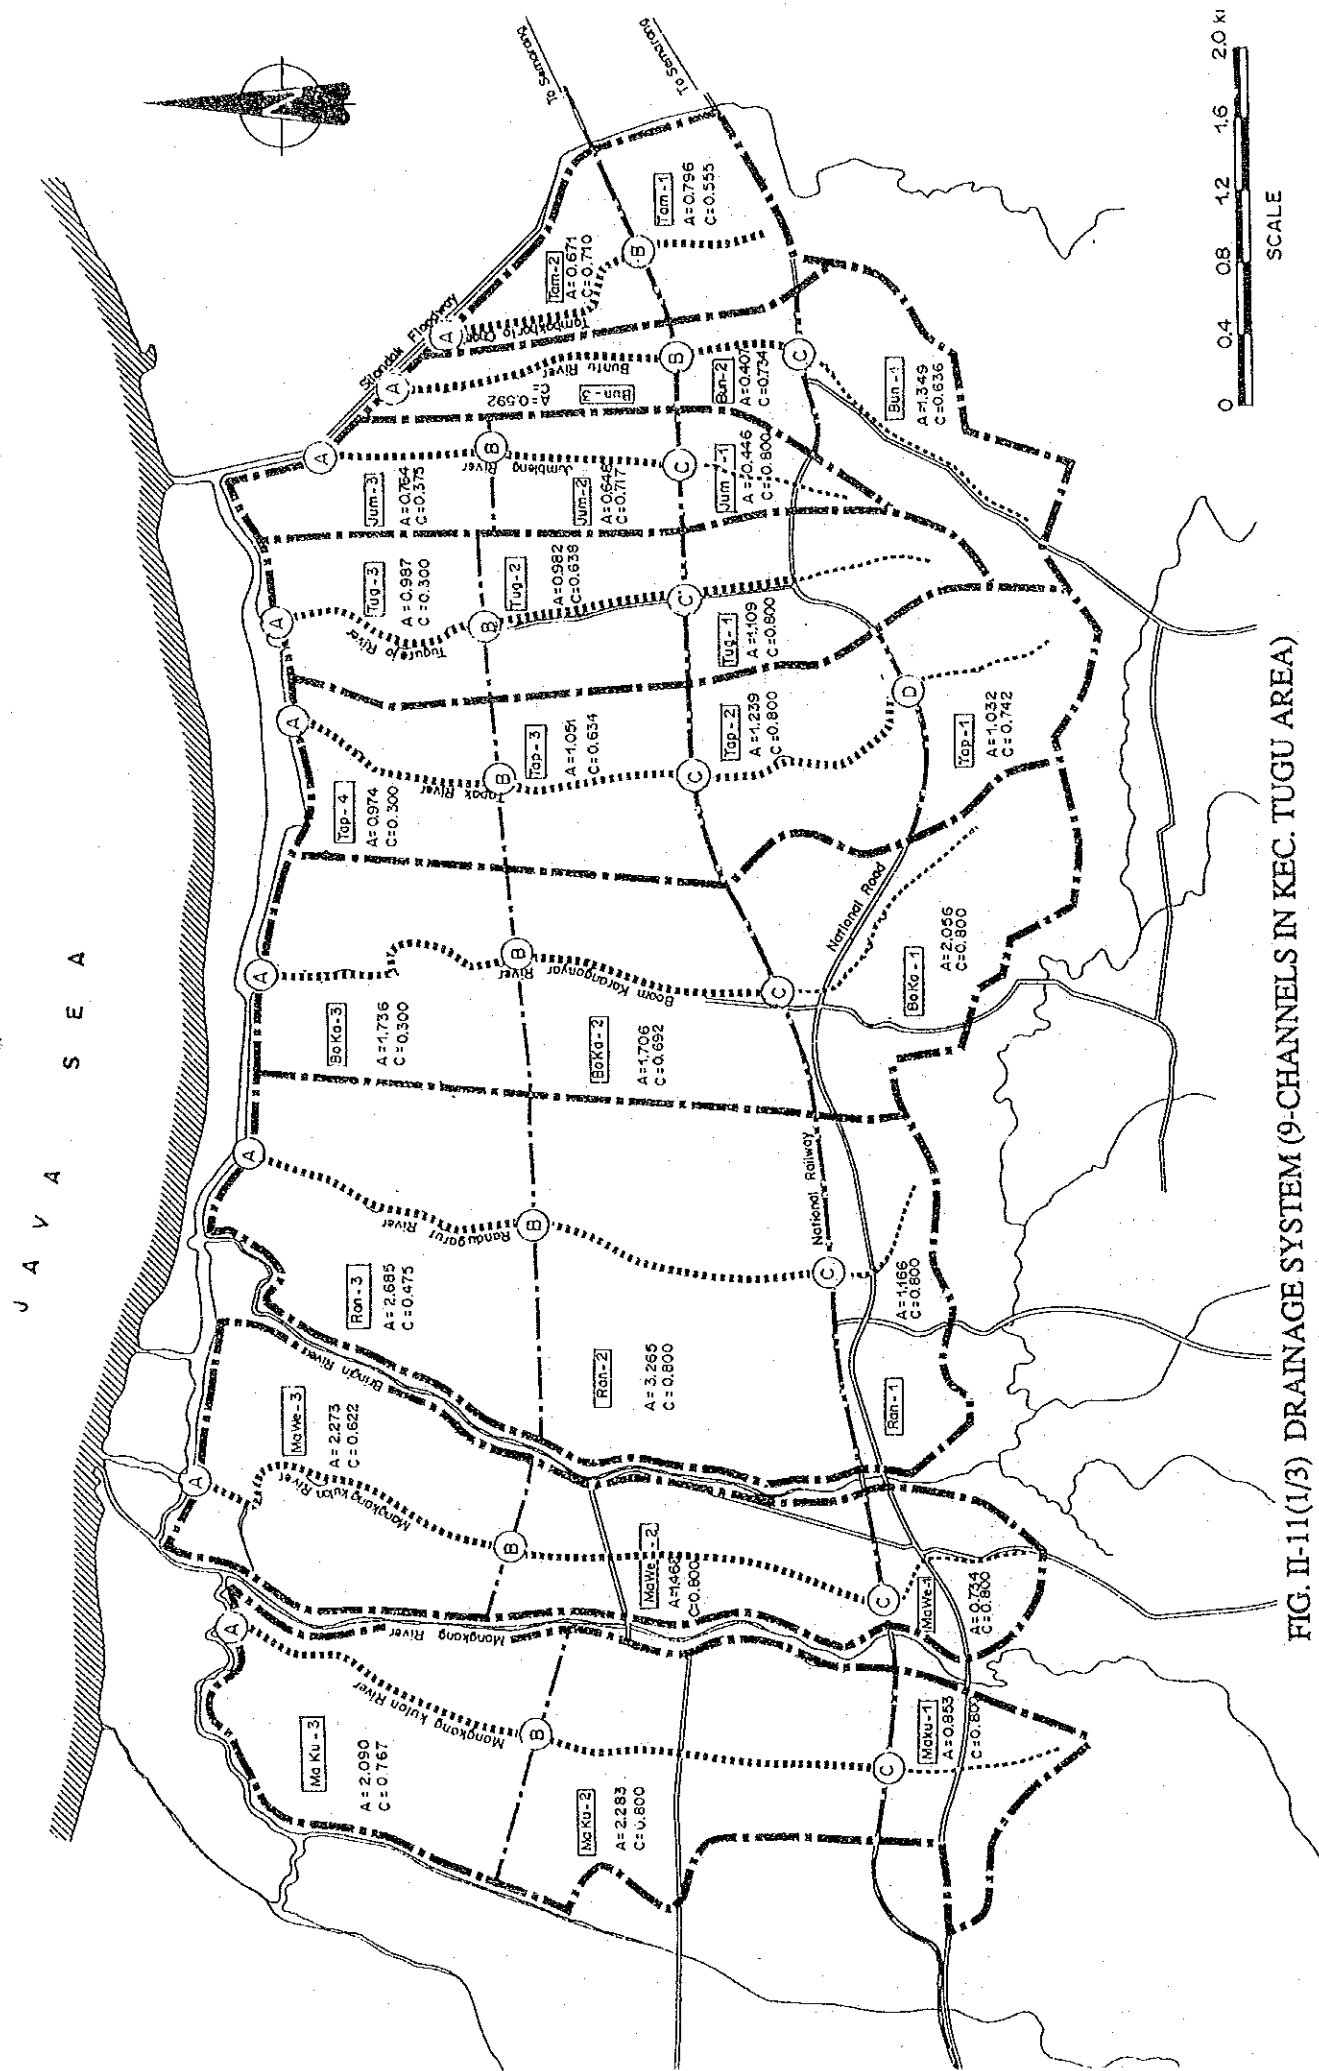 J A V A S E A
To Semarang
To Semarang
Silandak Floodway
A
A
A
A
A
A
A
A
A
Tam-2
A=0.671
C=0.710
Tam-1
A=0.796
C=0.555
B
Buntu River
Bun-3
A=0.592
C=
B
Bun-2
A=0.407
C=0.734
C
Bun-1
A=1.349
C=0.636
Jum-3
A=0.764
C=0.375
B
Jumbleng
River
Jum-2
A=0.648
C=0.717
C
Jum-1
A=0.446
C=0.800
Tug-3
A=0.987
C=0.300
Tugurejo River
B
Tug-2
A=0.982
C=0.638
C
Tug-1
A=1.109
C=0.800
Tap-4
A=0.974
C=0.300
B
Tapak
River
Tap-3
A=1.051
C=0.634
C
Tap-2
A=1.239
C=0.800
D
Tap-1
A=1.032
C=0.742
BoKa-3
A=1.736
C=0.300
B
Boom Karanganyar
River
BoKa-2
A=1.706
C=0.692
C
National Road
BoKa-1
A=2.056
C=0.800
Randugarut
River
B
Ran-3
A=2.685
C=0.475
Ran-2
A=3.265
C=0.800
National Railway
C
A=1.166
C=0.800
Ran-1
Bringin River
MaWe-3
A=2.273
C=0.622
Mangkang kulon River
B
MaWe-2
A=1.468
C=0.800
C
MaWe-1
A=0.734
C=0.800
Mangkang River
MaKu-3
A=2.090
C=0.767
Mangkang kulon River
B
MaKu-2
A=2.283
C=0.800
C
Maku-1
A=0.853
C=0.800
0 0.4 0.8 1.2 1.6 2.0
SCALE
FIG. II-11(1/3) DRAINAGE SYSTEM (9-CHANNELS IN KEC. TUGU AREA)